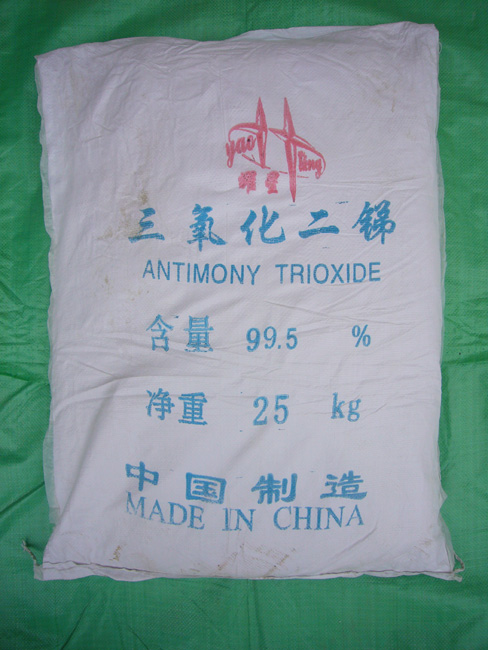 yao ling
三氧化二锑
ANTIMONY TRIOXIDE
含量 99.5 %
净重 25 kg
中国制造
MADE IN CHINA